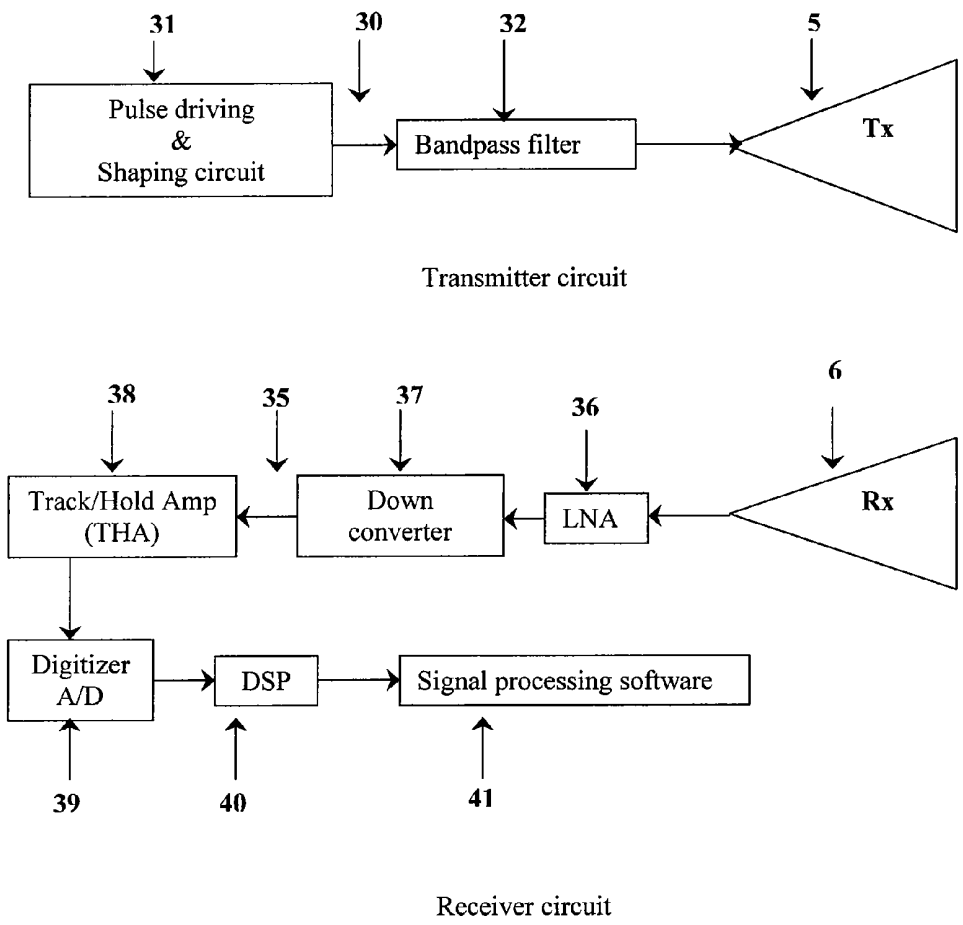 31
30
32
5
Pulse driving
&
Shaping circuit
Bandpass filter
Tx
Transmitter circuit
38
35
37
36
6
Track/Hold Amp
(THA)
Down
converter
LNA
Rx
Digitizer
A/D
DSP
Signal processing software
39
40
41
Receiver circuit